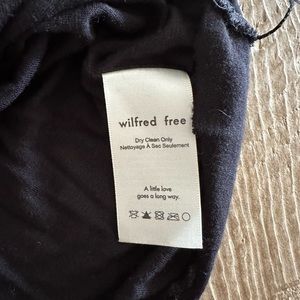 wilfred free
Dry Clean Only
Nettoyage À Sec Seulement
A little love
goes a long way.